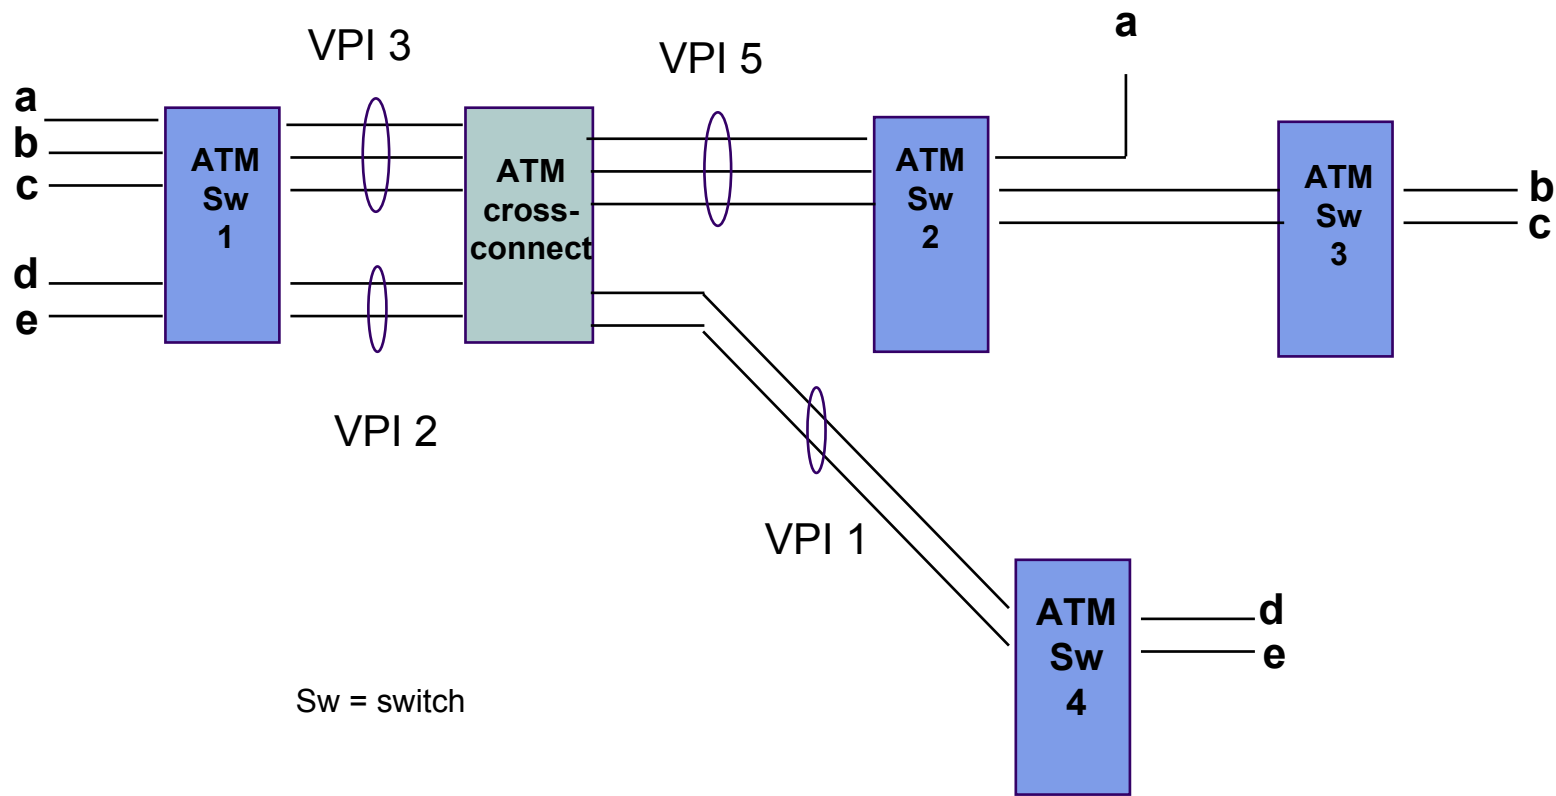 VPI 3
VPI 5
a
a
b
c
d
e
ATM
Sw
1
ATM
cross-
connect
ATM
Sw
2
ATM
Sw
3
b
c
VPI 2
VPI 1
ATM
Sw
4
d
e
Sw = switch